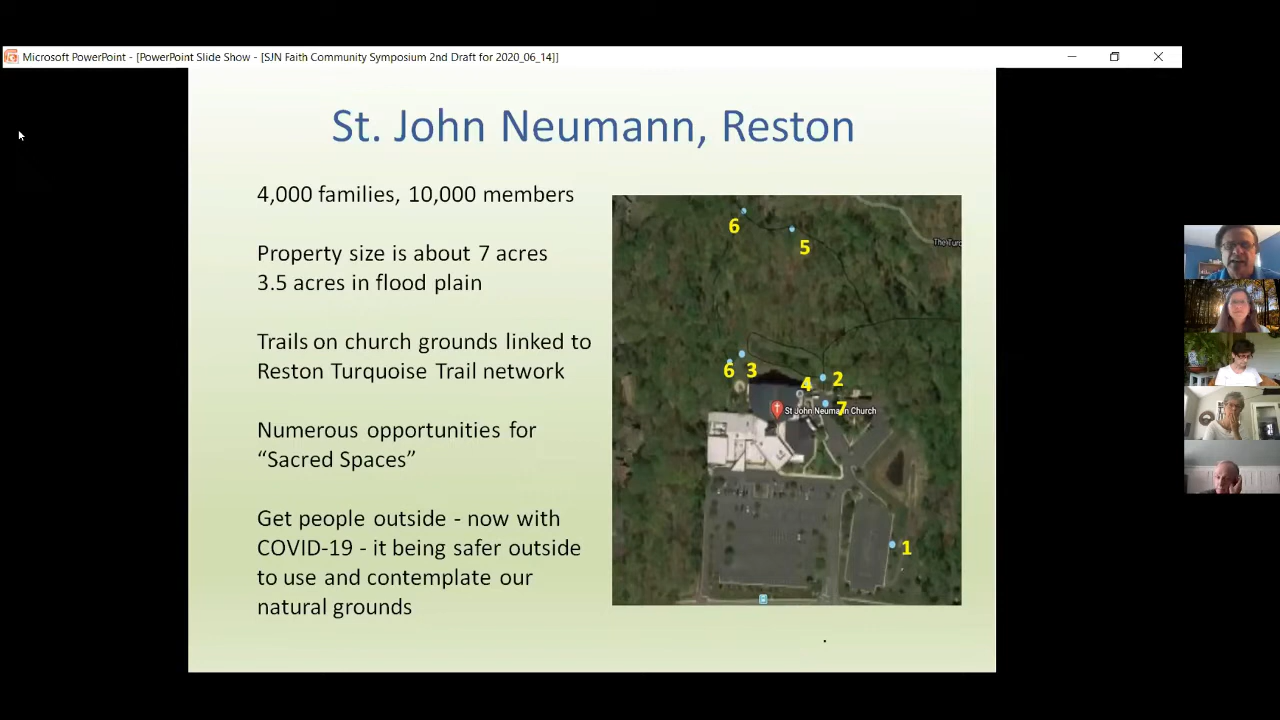 Microsoft PowerPoint - [PowerPoint Slide Show - [SJN Faith Community Symposium 2nd Draft for 2020_06_14]]
St. John Neumann, Reston
4,000 families, 10,000 members
Property size is about 7 acres
3.5 acres in flood plain
Trails on church grounds linked to
Reston Turquoise Trail network
Numerous opportunities for
“Sacred Spaces”
Get people outside - now with
COVID-19 - it being safer outside
to use and contemplate our
natural grounds
6
5
6
3
4
2
7
St John Neumann Church
1